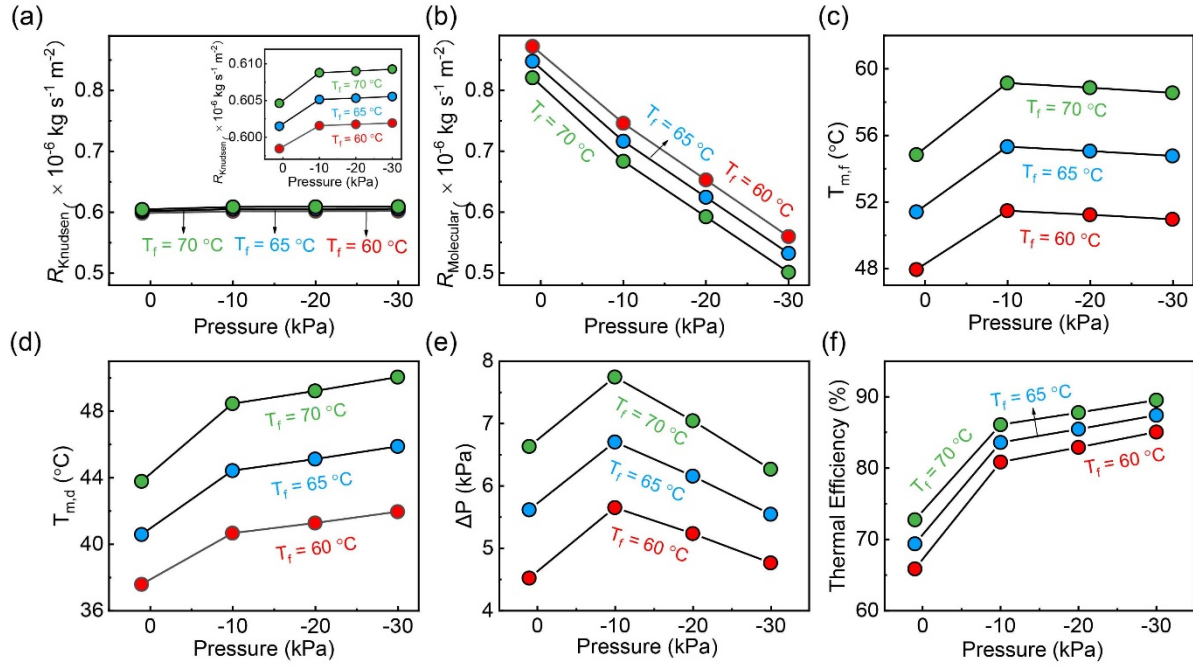 (a)
R_Knudsen ( × 10⁻⁶ kg s⁻¹ m⁻²)
0.8
0.7
0.6
0.5
R_Knudsen ( × 10⁻⁶ kg s⁻¹ m⁻²)
0.610
0.605
0.600
T_f = 70 °C
T_f = 65 °C
T_f = 60 °C
0 -10 -20 -30
Pressure (kPa)
T_f = 70 °C T_f = 65 °C T_f = 60 °C
0 -10 -20 -30
Pressure (kPa)
(b)
R_Molecular ( × 10⁻⁶ kg s⁻¹ m⁻²)
0.8
0.7
0.6
0.5
T_f = 65 °C
T_f = 60 °C
T_f = 70 °C
0 -10 -20 -30
Pressure (kPa)
(c)
T_m,f (°C)
60
56
52
48
T_f = 70 °C
T_f = 65 °C
T_f = 60 °C
0 -10 -20 -30
Pressure (kPa)
(d)
T_m,d (°C)
48
44
40
36
T_f = 70 °C
T_f = 65 °C
T_f = 60 °C
0 -10 -20 -30
Pressure (kPa)
(e)
ΔP (kPa)
8
7
6
5
4
T_f = 70 °C
T_f = 65 °C
T_f = 60 °C
0 -10 -20 -30
Pressure (kPa)
(f)
Thermal Efficiency (%)
90
80
70
60
T_f = 65 °C
T_f = 70 °C
T_f = 60 °C
0 -10 -20 -30
Pressure (kPa)